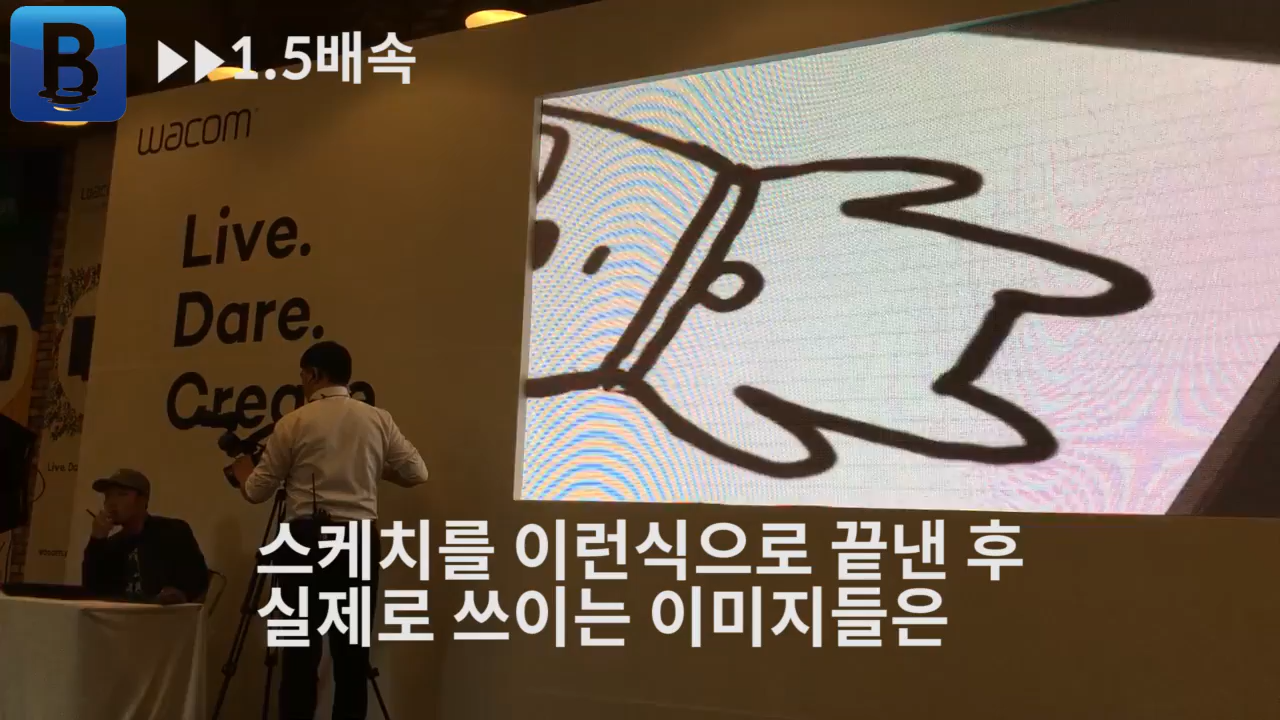 ▶▶1.5배속
wacom
Live.
Dare.
Live.
스케치를 이런식으로 끝낸 후
실제로 쓰이는 이미지들은